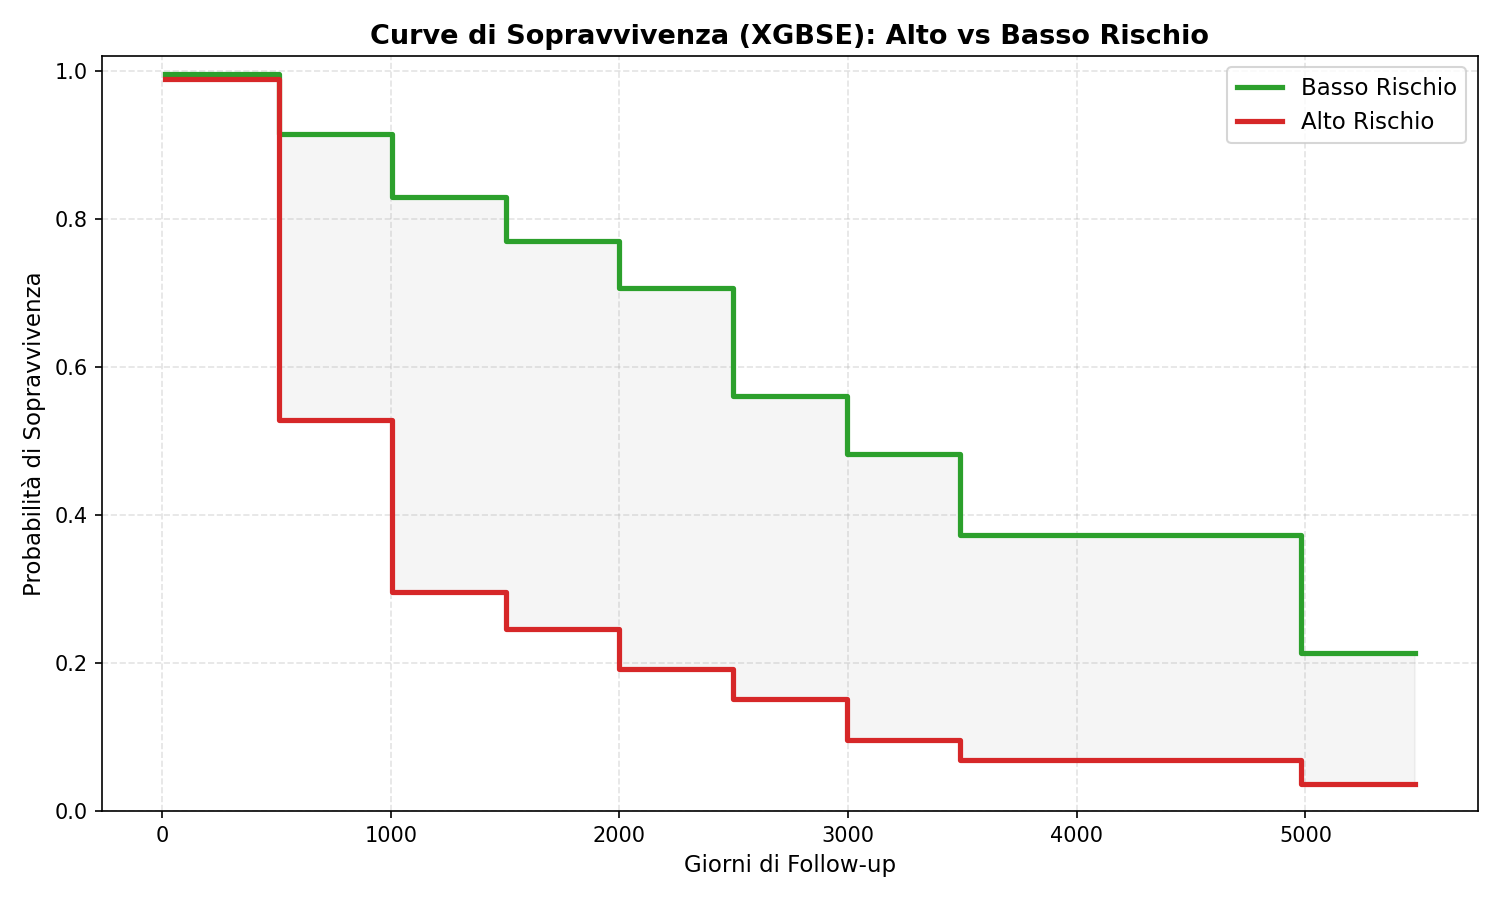 Curve di Sopravvivenza (XGBSE): Alto vs Basso Rischio
Basso Rischio
Alto Rischio
Probabilità di Sopravvivenza
1.0
0.8
0.6
0.4
0.2
0.0
0 1000 2000 3000 4000 5000
Giorni di Follow-up